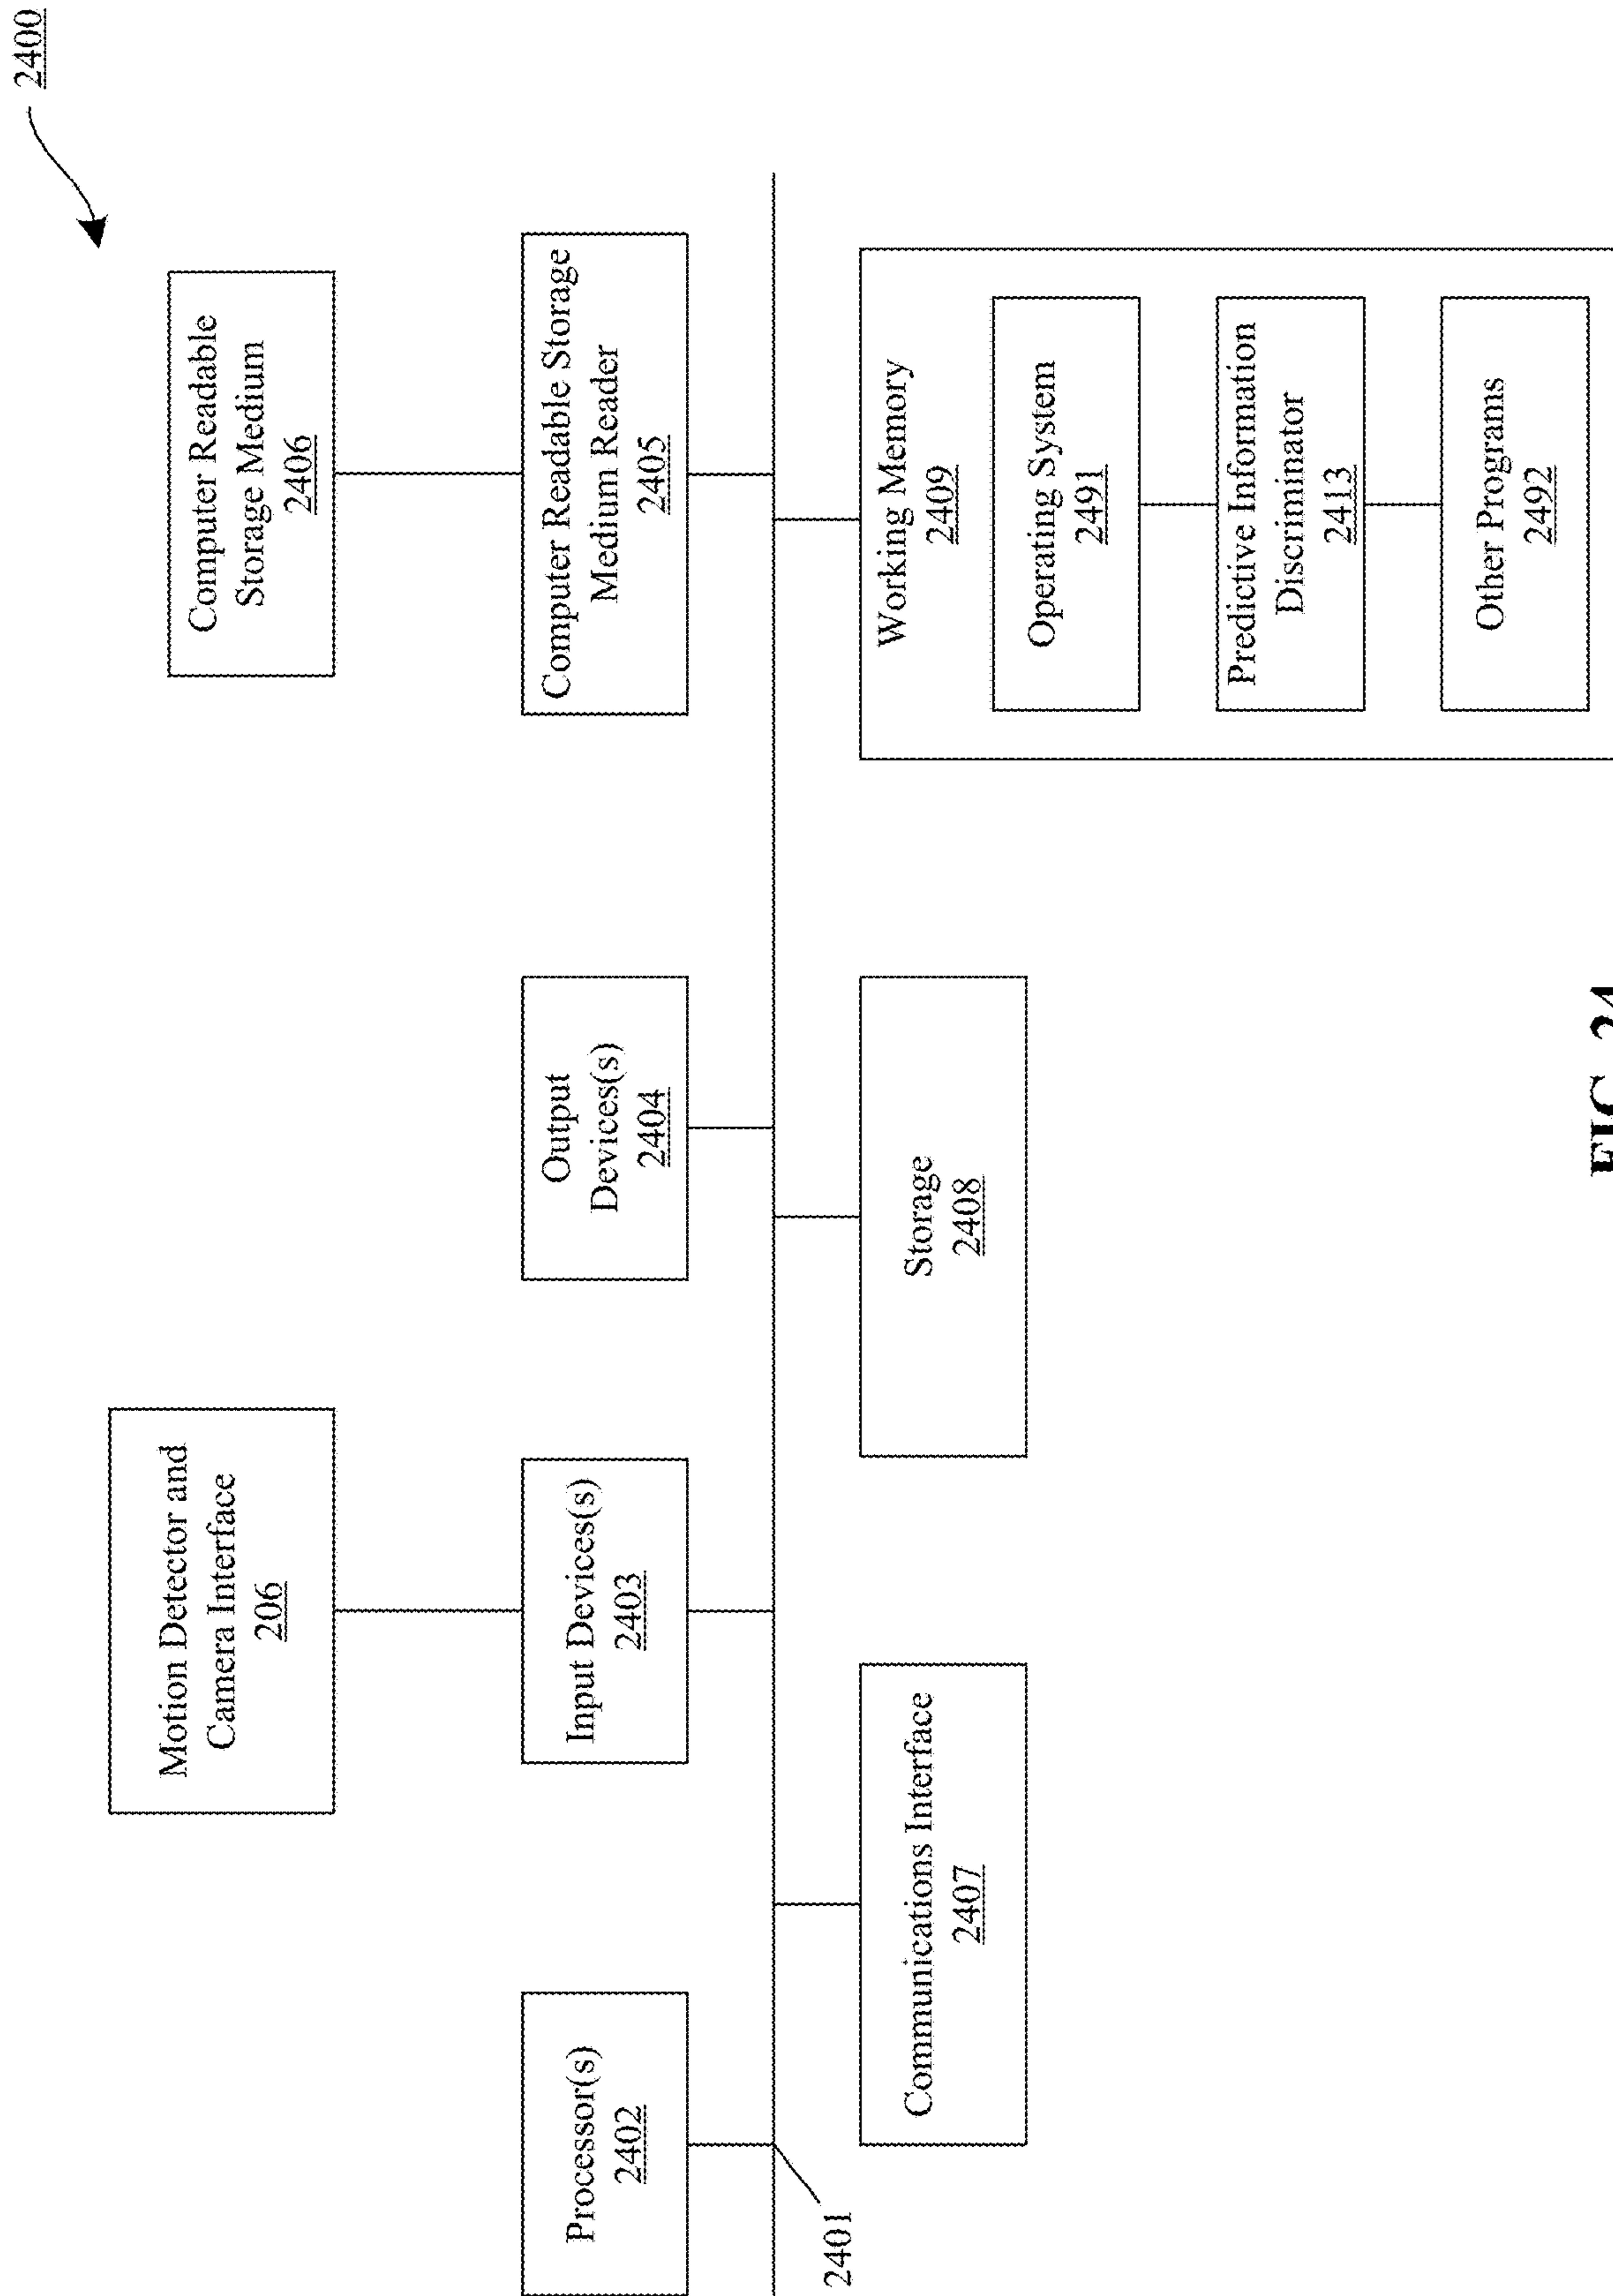 2400
Motion Detector and
Camera Interface
206
Computer Readable
Storage Medium
2406
Processor(s)
2402
Input Devices(s)
2403
Output
Devices(s)
2404
Computer Readable Storage
Medium Reader
2405
2401
Communications Interface
2407
Storage
2408
Working Memory
2409
Operating System
2491
Predictive Information
Discriminator
2413
Other Programs
2492
FIG. 24